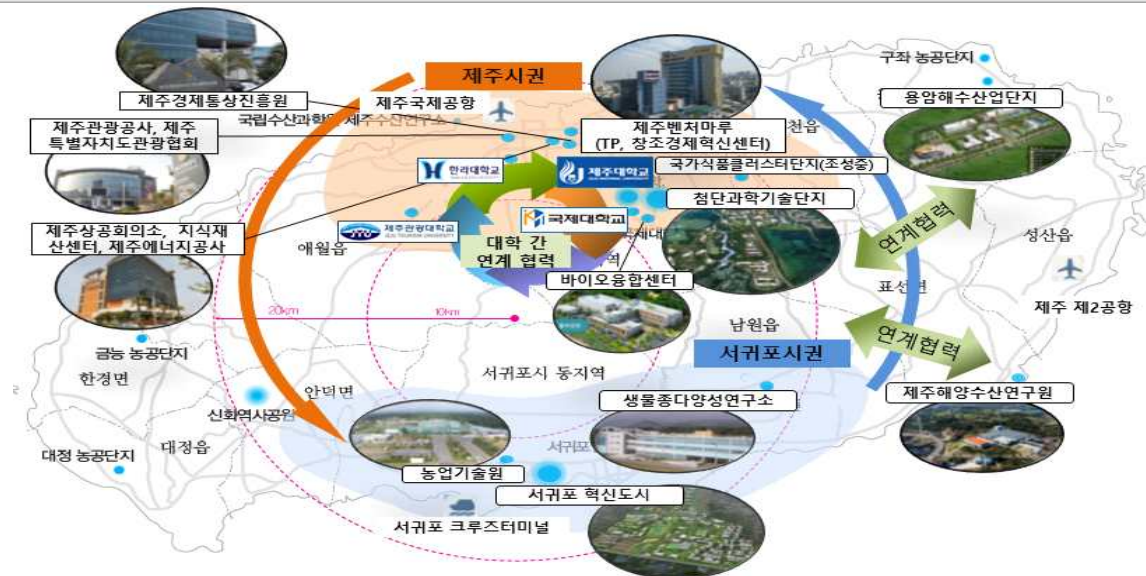 제주시권
구좌 농공단지
용암해수산업단지
제주경제통상진흥원
제주국제공항
국립수산과학원 제주수산연구소
제주관광공사, 제주
특별자치도관광협회
제주벤처마루
(TP, 창조경제혁신센터)
천읍
한라대학교
제주대학교
국가식품클러스터단지(조성중)
첨단과학기술단지
제주관광대학교
JEJU TOURISM UNIVERSITY
국제대학교
제주상공회의소, 지식재
산센터, 제주에너지공사
애월읍
대학 간
연계 협력
연계협력
성산읍
바이오융합센터
표선면
제주 제2공항
20km
10km
남원읍
연계협력
금능 농공단지
서귀포시권
한경면
안덕면
서귀포시 동지역
제주해양수산연구원
신화역사공원
생물종다양성연구소
대정읍
대정 농공단지
서귀포
농업기술원
서귀포 혁신도시
서귀포 크루즈터미널